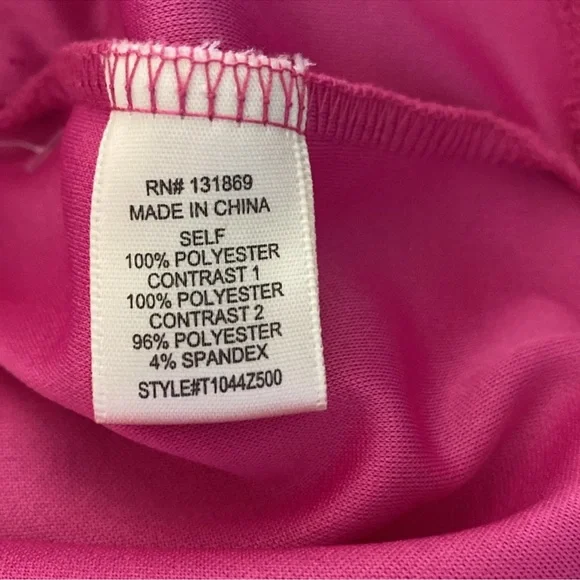 RN# 131869
MADE IN CHINA
SELF
100% POLYESTER
CONTRAST 1
100% POLYESTER
CONTRAST 2
96% POLYESTER
4% SPANDEX
STYLE#T1044Z500